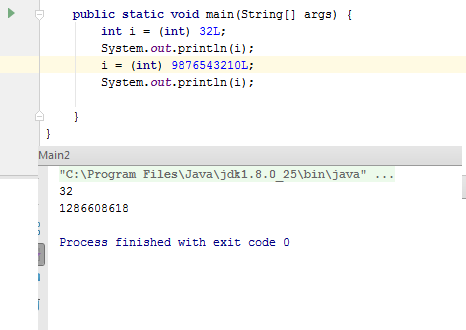 public static void main(String[] args) {
int i = (int) 32L;
System.out.println(i);
i = (int) 9876543210L;
System.out.println(i);
}
}
Main2
"C:\Program Files\Java\jdk1.8.0_25\bin\java" ...
32
1286608618
Process finished with exit code 0